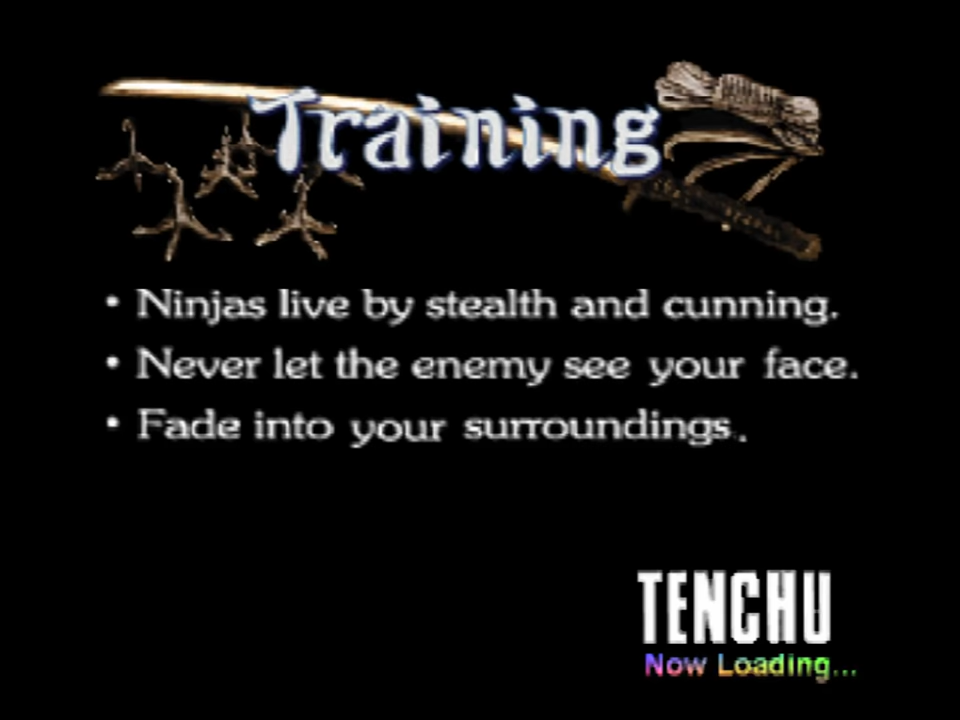 Training
• Ninjas live by stealth and cunning.
• Never let the enemy see your face.
• Fade into your surroundings.
TENCHU
Now Loading...